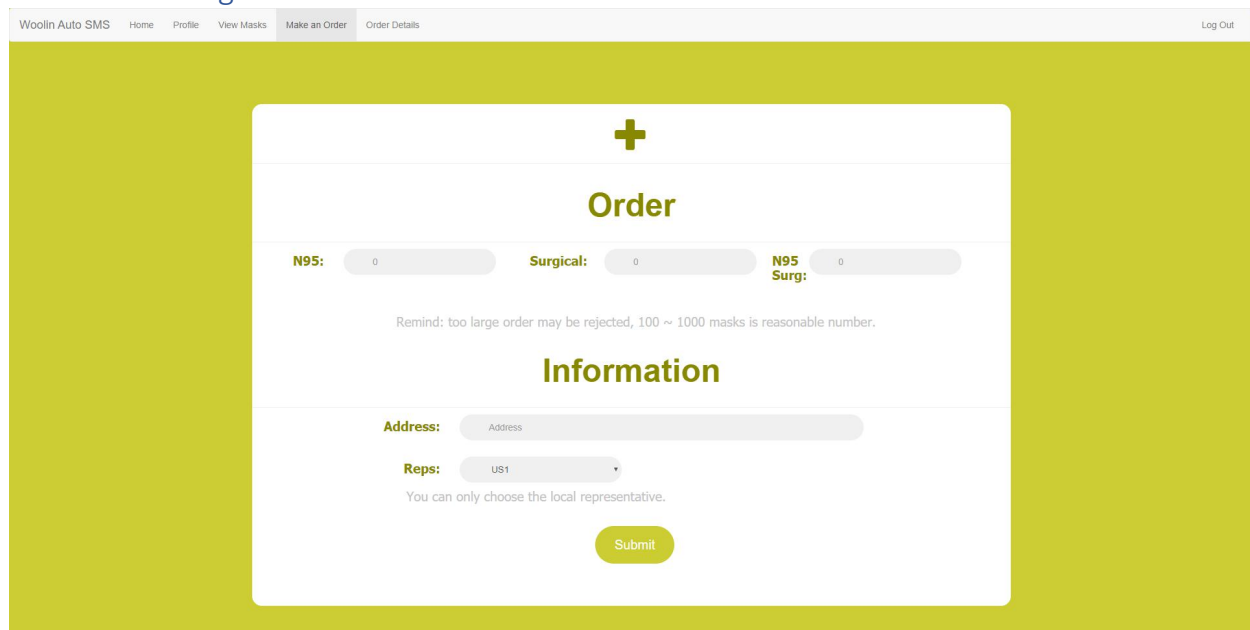 Woolin Auto SMS Home Profile View Masks Make an Order Order Details Log Out
Order
N95: 0 Surgical: 0 N95 Surg: 0
Remind: too large order may be rejected, 100 ~ 1000 masks is reasonable number.
Information
Address: Address
Reps: US1
You can only choose the local representative.
Submit